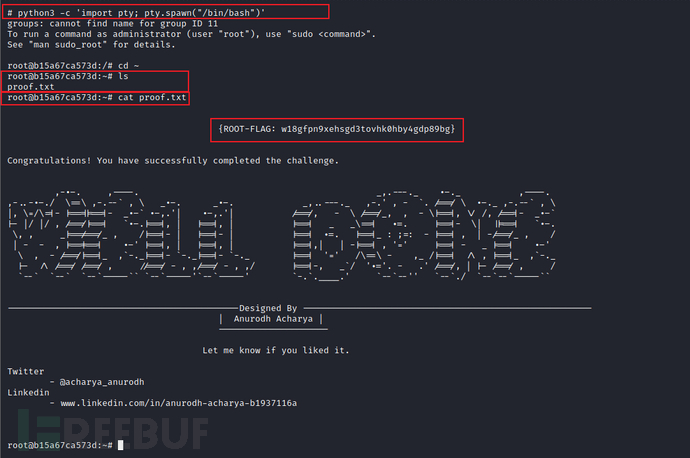 # python3 -c 'import pty; pty.spawn("/bin/bash")'
groups: cannot find name for group ID 11
To run a command as administrator (user "root"), use "sudo <command>".
See "man sudo_root" for details.
root@b15a67ca573d:/# cd ~
root@b15a67ca573d:~# ls
proof.txt
root@b15a67ca573d:~# cat proof.txt
{ROOT-FLAG: w18gfpn9xehsgd3tovhk0hby4gdp89bg}
Congratulations! You have successfully completed the challenge.
Designed By
| Anurodh Acharya |
Let me know if you liked it.
Twitter
- @acharya_anurodh
Linkedin
- www.linkedin.com/in/anurodh-acharya-b1937116a
REEBUF
root@b15a67ca573d:~#